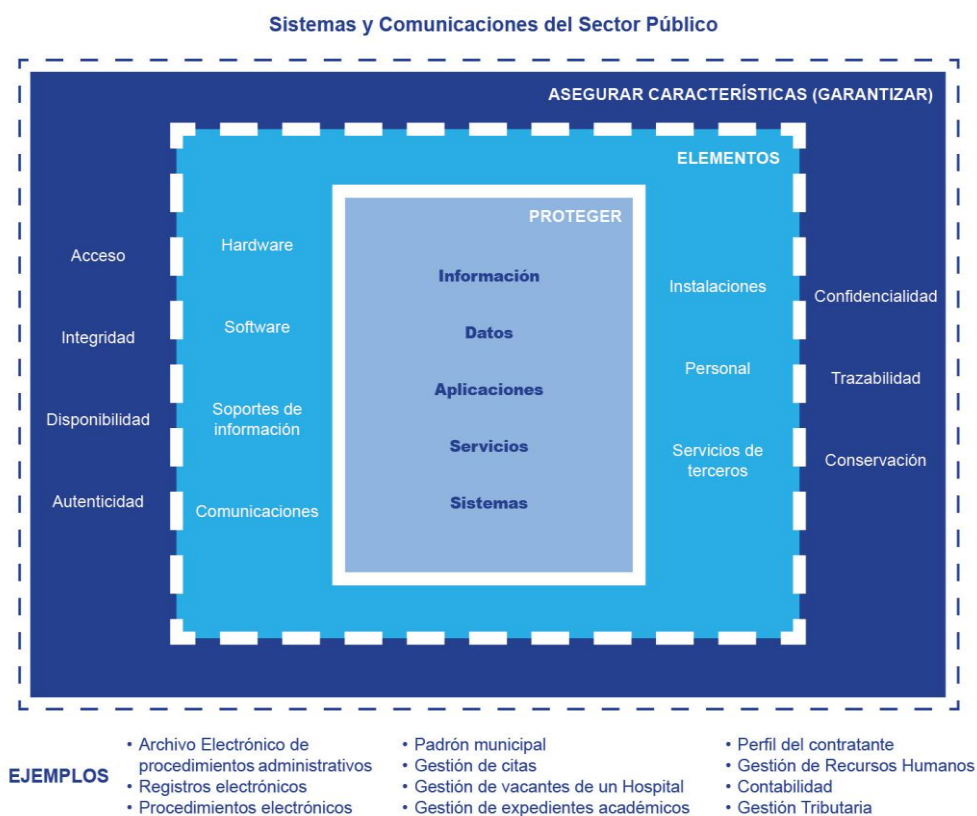 Sistemas y Comunicaciones del Sector Público
ASEGURAR CARACTERÍSTICAS (GARANTIZAR)
ELEMENTOS
PROTEGER
Acceso
Integridad
Disponibilidad
Autenticidad
Hardware
Software
Soportes de
información
Comunicaciones
Información
Datos
Aplicaciones
Servicios
Sistemas
Instalaciones
Personal
Servicios de
terceros
Confidencialidad
Trazabilidad
Conservación
EJEMPLOS
• Archivo Electrónico de
procedimientos administrativos
• Registros electrónicos
• Procedimientos electrónicos
• Padrón municipal
• Gestión de citas
• Gestión de vacantes de un Hospital
• Gestión de expedientes académicos
• Perfil del contratante
• Gestión de Recursos Humanos
• Contabilidad
• Gestión Tributaria